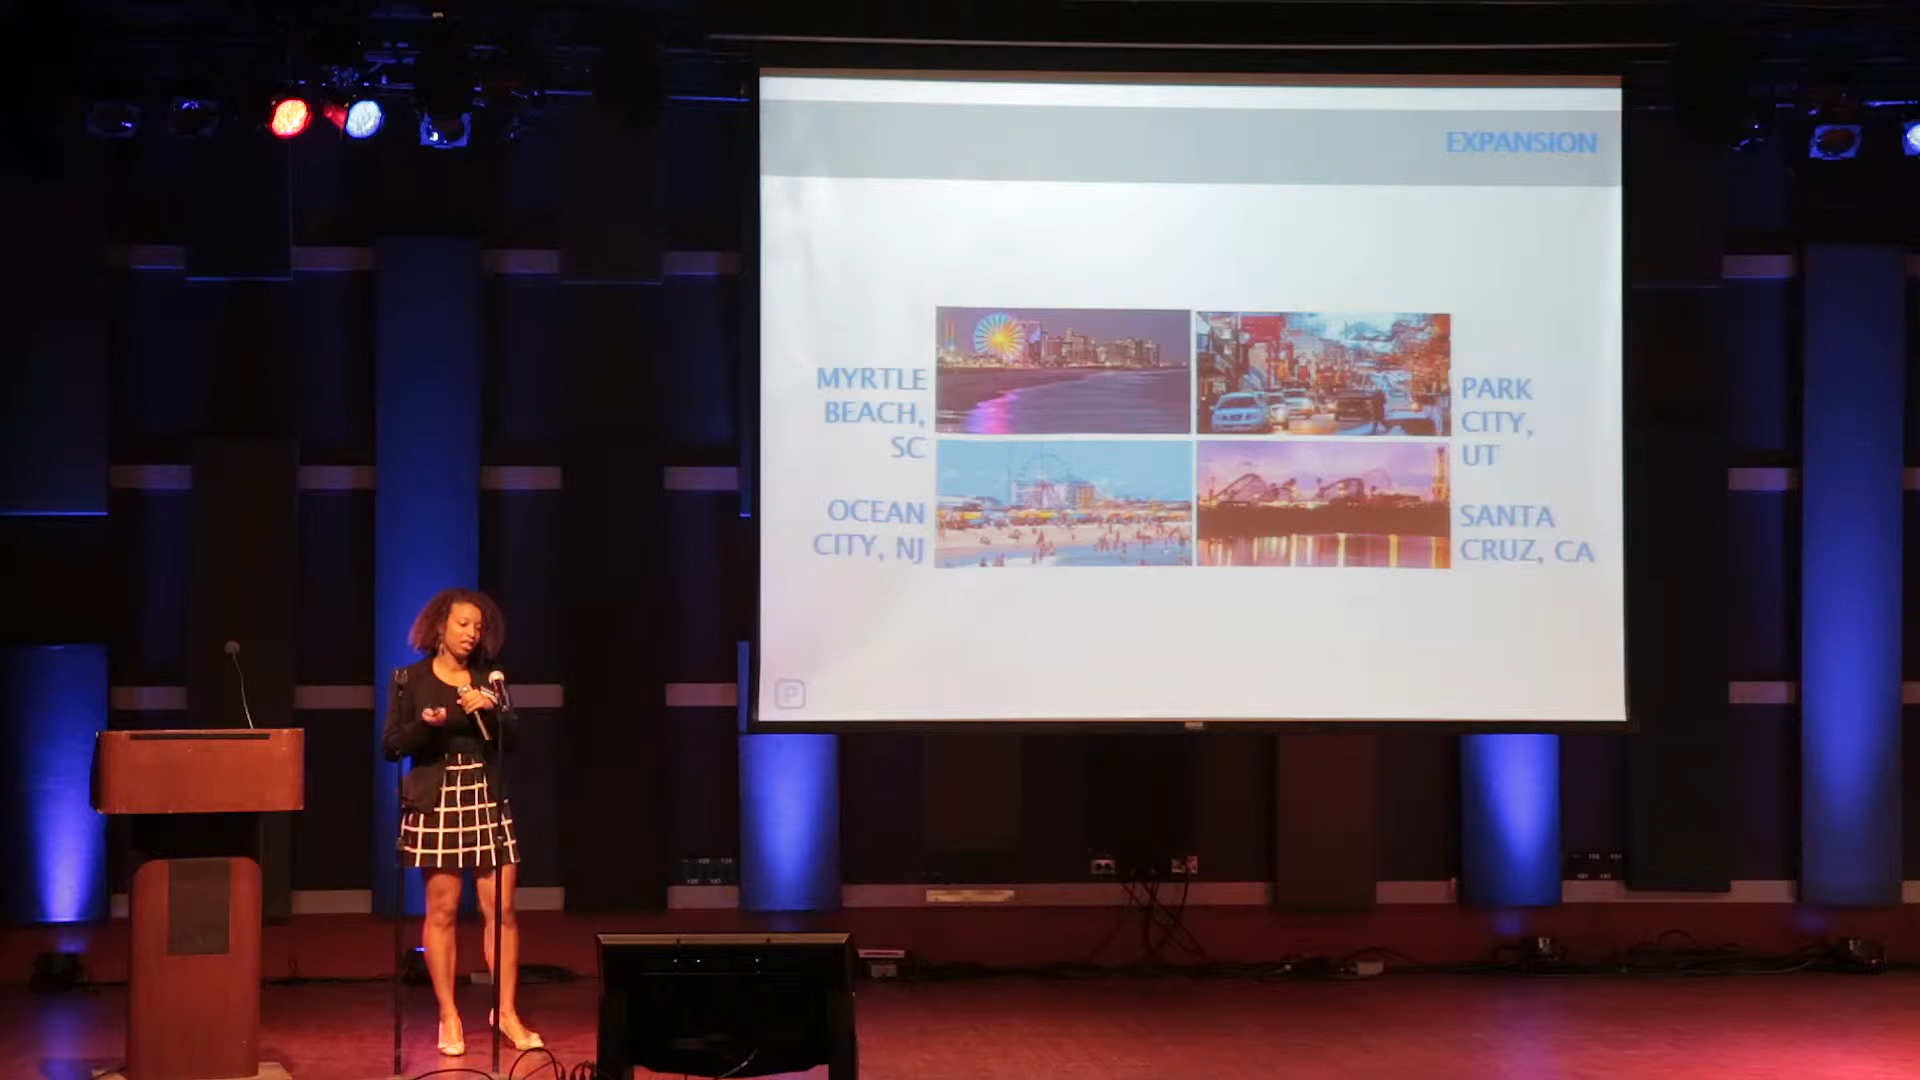 EXPANSION
MYRTLE
BEACH,
SC
PARK
CITY,
UT
OCEAN
CITY, NJ
SANTA
CRUZ, CA
P